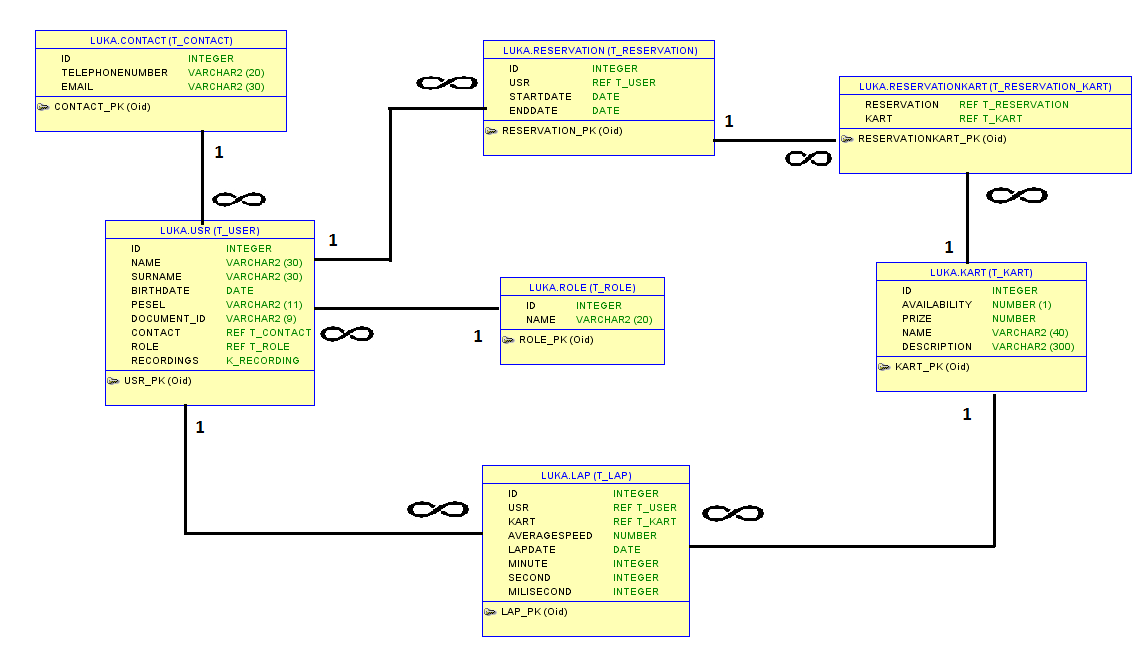 LUKA.CONTACT (T_CONTACT)
ID INTEGER
TELEPHONENUMBER VARCHAR2 (20)
EMAIL VARCHAR2 (30)
CONTACT_PK (Oid)
1
∞
LUKA.RESERVATION (T_RESERVATION)
ID INTEGER
USR REF T_USER
STARTDATE DATE
ENDDATE DATE
RESERVATION_PK (Oid)
∞
1
∞
LUKA.RESERVATIONKART (T_RESERVATION_KART)
RESERVATION REF T_RESERVATION
KART REF T_KART
RESERVATIONKART_PK (Oid)
∞
1
LUKA.USR (T_USER)
ID INTEGER
NAME VARCHAR2 (30)
SURNAME VARCHAR2 (30)
BIRTHDATE DATE
PESEL VARCHAR2 (11)
DOCUMENT_ID VARCHAR2 (9)
CONTACT REF T_CONTACT
ROLE REF T_ROLE
RECORDINGS K_RECORDING
USR_PK (Oid)
1
∞
1
LUKA.ROLE (T_ROLE)
ID INTEGER
NAME VARCHAR2 (20)
ROLE_PK (Oid)
LUKA.KART (T_KART)
ID INTEGER
AVAILABILITY NUMBER (1)
PRIZE NUMBER
NAME VARCHAR2 (40)
DESCRIPTION VARCHAR2 (300)
KART_PK (Oid)
1
1
∞
∞
LUKA.LAP (T_LAP)
ID INTEGER
USR REF T_USER
KART REF T_KART
AVERAGESPEED NUMBER
LAPDATE DATE
MINUTE INTEGER
SECOND INTEGER
MILISECOND INTEGER
LAP_PK (Oid)